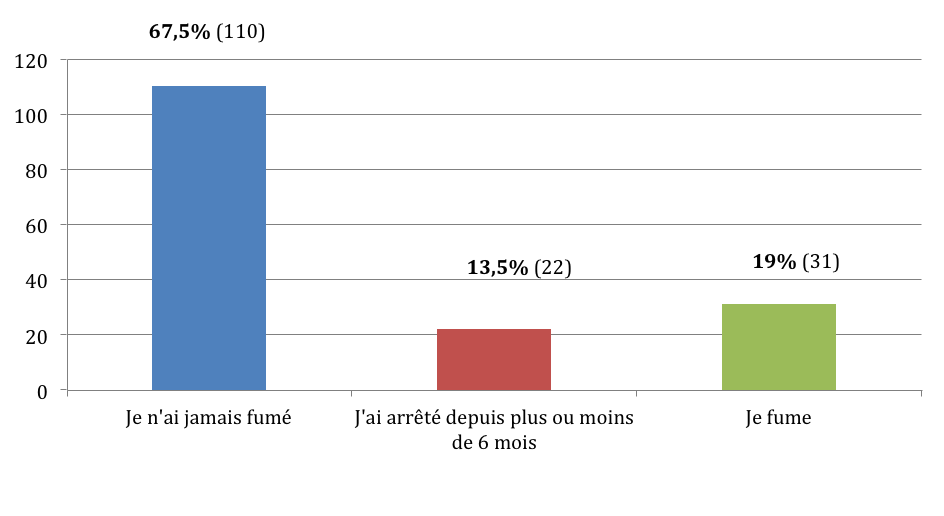 67,5% (110)
120
100
80
60
40
20
0
13,5% (22)
19% (31)
Je n'ai jamais fumé
J'ai arrêté depuis plus ou moins
de 6 mois
Je fume